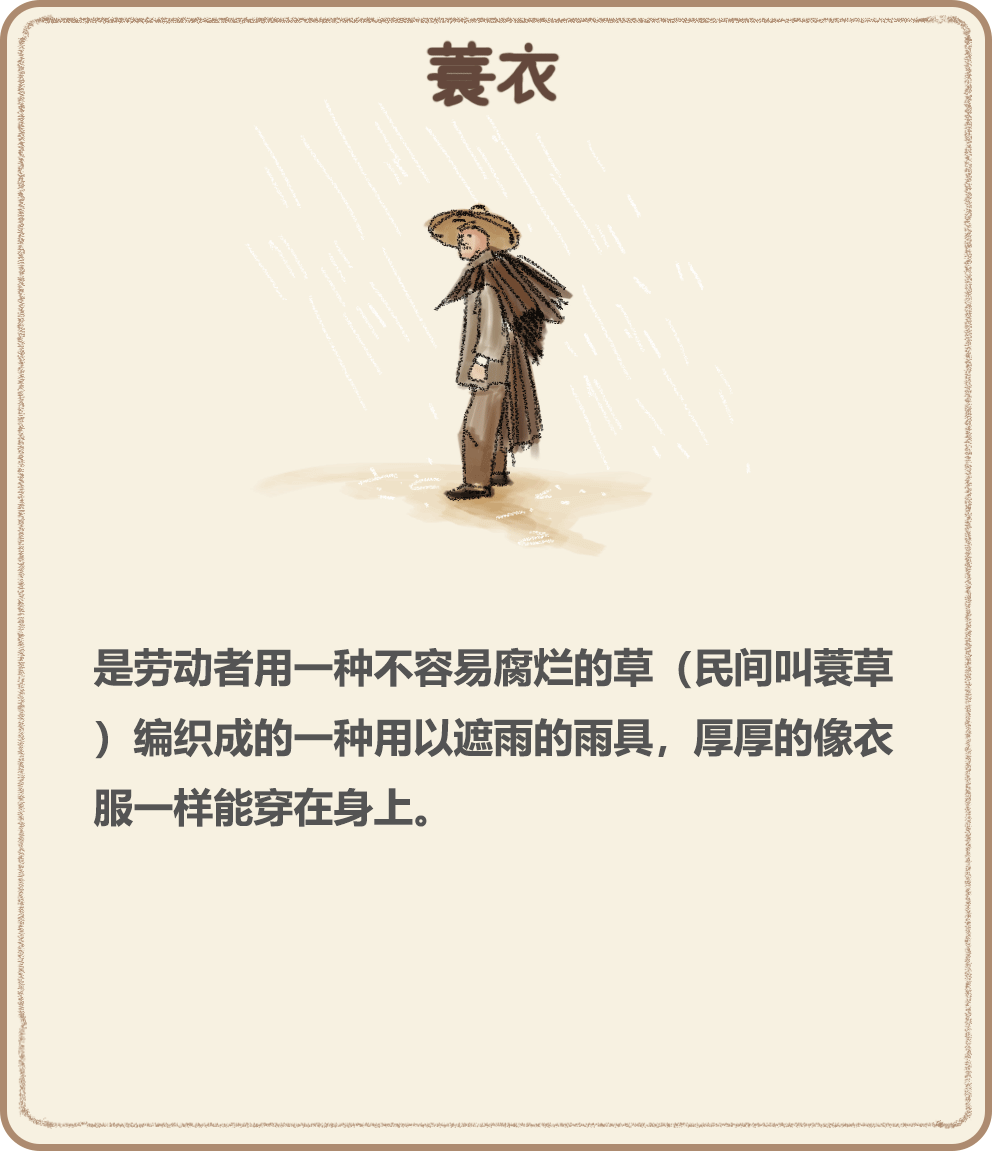 蓑衣
是劳动者用一种不容易腐烂的草（民间叫蓑草
）编织成的一种用以遮雨的雨具，厚厚的像衣
服一样能穿在身上。